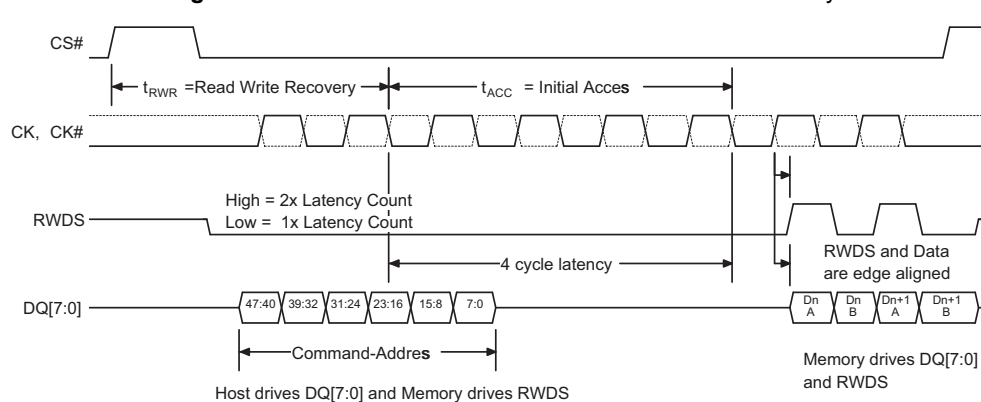 CS#
t_RWR =Read Write Recovery
t_ACC = Initial Acces
CK, CK#
High = 2x Latency Count
Low = 1x Latency Count
RWDS
4 cycle latency
RWDS and Data
are edge aligned
DQ[7:0]
47:40 39:32 31:24 23:16 15:8 7:0
Dn A Dn B Dn+1 A Dn+1 B
Command-Addres
Memory drives DQ[7:0]
and RWDS
Host drives DQ[7:0] and Memory drives RWDS